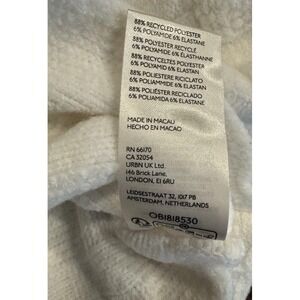 88% RECYCLED POLYESTER
6% POLYAMIDE 6% ELASTANE
88% POLYESTER RECYCLE
6% POLYAMIDE 6% ELASTHANNE
88% RECYCELTES POLYESTER
6% POLYAMID 6% ELASTAN
88% POLIESTERE RICICLATO
6% POLIAMMIDE 6% ELASTAN
88% POLIÉSTER RECICLADO
6% POLIAMIDA 6% ELASTANE
MADE IN MACAU
HECHO EN MACAO
RN 66170
CA 32054
URBN UK Ltd.
146 Brick Lane,
LONDON, E1 6RU
LEIDSESTRAAT 32, 1017 PB
AMSTERDAM, NETHERLANDS
OB1818530